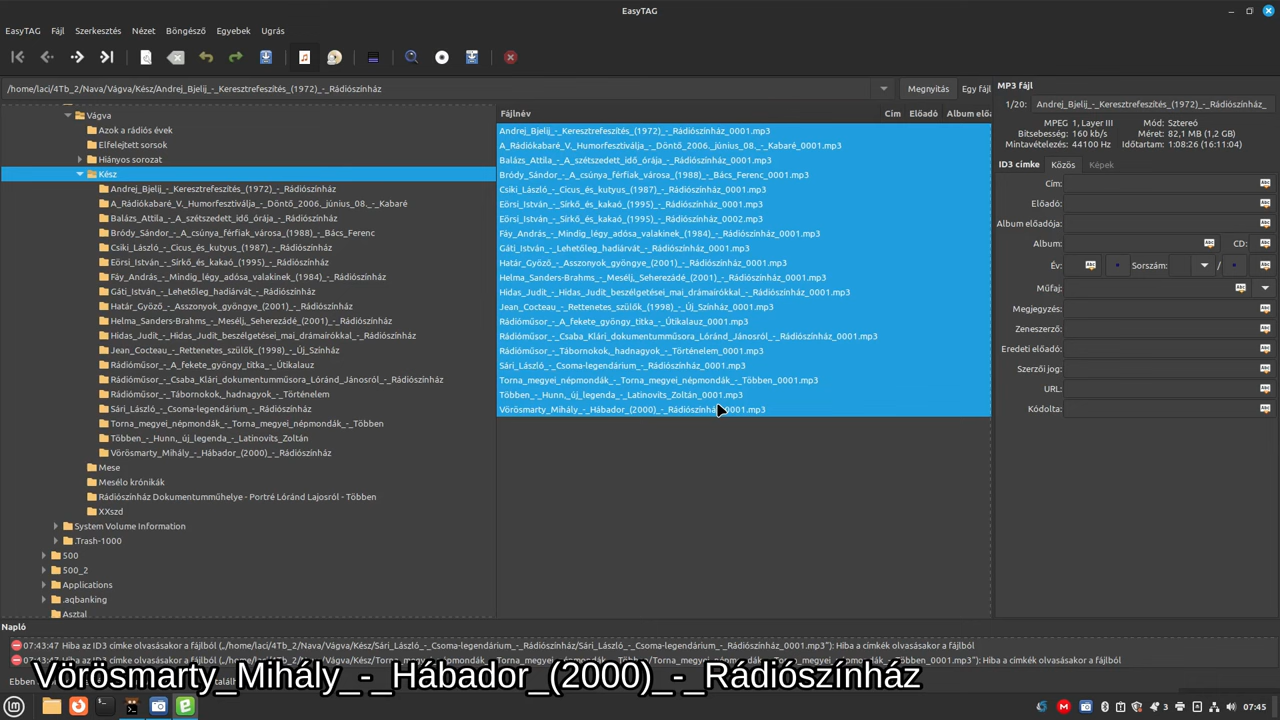 EasyTAG
EgyTÁG Fájl Szerkesztés Nézet Böngésző Egyebek Ugrás
/home/laci/4Tb_2/Nava/Vágva/Kész/Andrej_Bjelij_-_Keresztrefeszítés_(1972)_-_Rádiószínház Megnyitás Egy fájl
Vágva
Azok a rádiós évek
Elfelejtett sorsok
Hiányos sorozat
Kész
Andrej_Bjelij_-_Keresztrefeszítés_(1972)_-_Rádiószínház
A_Rádiókabaré_V._Humorfesztiválja_-_Döntő_2006._június_08._-_Kabaré
Balázs_Attila_-_A_szétszedett_idő_órája_-_Rádiószínház
Bródy_Sándor_-_A_csúnya_férfiak_városa_(1988)_-_Bács_Ferenc
Csiki_László_-_Cicus_és_kutyus_(1987)_-_Rádiószínház
Eörsi_István_-_Sírkő_és_kakaó_(1995)_-_Rádiószínház
Fáy_András_-_Mindig_légy_adósa_valakinek_(1984)_-_Rádiószínház
Gáti_István_-_Lehetőleg_hadiárvát_-_Rádiószínház
Határ_Győző_-_Asszonyok_gyöngye_(2001)_-_Rádiószínház
Helma_Sanders-Brahms_-_Mesélj,_Seherezádé_(2001)_-_Rádiószínház
Hidas_Judit_-_Hidas_Judit_beszélgetései_mai_drámaírókkal_-_Rádiószínház
Jean_Cocteau_-_Rettenetes_szülők_(1998)_-_Új_Színház
Rádióműsor_-_A_fekete_gyöngy_titka_-_Útikalauz
Rádióműsor_-_Csaba_Klári_dokumentumműsora_Lóránd_Jánosról_-_Rádiószínház
Rádióműsor_-_Tábornokok,_hadnagyok_-_Történelem
Sári_László_-_Csoma-legendárium_-_Rádiószínház
Torna_megyei_népmondák_-_Torna_megyei_népmondák_-_Többen
Többen_-_Hunn,_új_legenda_-_Latinovits_Zoltán
Vörösmarty_Mihály_-_Hábador_(2000)_-_Rádiószínház
Mese
Mesélo krónikák
Rádiószínház Dokumentumműhelye - Portré Lóránd Lajosról - Többen
XXszd
System Volume Information
.Trash-1000
500
500_2
Applications
.aqbanking
Asztal
Fájlnév Cím Előadó Album előa
Andrej_Bjelij_-_Keresztrefeszítés_(1972)_-_Rádiószínház_0001.mp3
A_Rádiókabaré_V._Humorfesztiválja_-_Döntő_2006._június_08._-_Kabaré_0001.mp3
Balázs_Attila_-_A_szétszedett_idő_órája_-_Rádiószínház_0001.mp3
Bródy_Sándor_-_A_csúnya_férfiak_városa_(1988)_-_Bács_Ferenc_0001.mp3
Csiki_László_-_Cicus_és_kutyus_(1987)_-_Rádiószínház_0001.mp3
Eörsi_István_-_Sírkő_és_kakaó_(1995)_-_Rádiószínház_0001.mp3
Eörsi_István_-_Sírkő_és_kakaó_(1995)_-_Rádiószínház_0002.mp3
Fáy_András_-_Mindig_légy_adósa_valakinek_(1984)_-_Rádiószínház_0001.mp3
Gáti_István_-_Lehetőleg_hadiárvát_-_Rádiószínház_0001.mp3
Határ_Győző_-_Asszonyok_gyöngye_(2001)_-_Rádiószínház_0001.mp3
Helma_Sanders-Brahms_-_Mesélj,_Seherezádé_(2001)_-_Rádiószínház_0001.mp3
Hidas_Judit_-_Hidas_Judit_beszélgetései_mai_drámaírókkal_-_Rádiószínház_0001.mp3
Jean_Cocteau_-_Rettenetes_szülők_(1998)_-_Új_Színház_0001.mp3
Rádióműsor_-_A_fekete_gyöngy_titka_-_Útikalauz_0001.mp3
Rádióműsor_-_Csaba_Klári_dokumentumműsora_Lóránd_Jánosról_-_Rádiószínház_0001.mp3
Rádióműsor_-_Tábornokok,_hadnagyok_-_Történelem_0001.mp3
Sári_László_-_Csoma-legendárium_-_Rádiószínház_0001.mp3
Torna_megyei_népmondák_-_Torna_megyei_népmondák_-_Többen_0001.mp3
Többen_-_Hunn,_új_legenda_-_Latinovits_Zoltán_0001.mp3
Vörösmarty_Mihály_-_Hábador_(2000)_-_Rádiószínház_0001.mp3
MP3 fájl
1/20: Andrej_Bjelij_-_Keresztrefeszítés_(1972)_-_Rádiószínház_
MPEG 1, Layer III Mód: Sztereó
Bitsebesség: 160 kb/s Méret: 82,1 MB (1,2 GB)
Mintavételezés: 44100 Hz Időtartam: 1:08:26 (16:11:04)
ID3 címke Közös Képek
Cím:
Előadó:
Album előadója:
Album: CD:
Év: Sorszám: /
Műfaj:
Megjegyzés:
Zeneszerző:
Eredeti előadó:
Szerzői jog:
URL:
Kódolta:
Napló
07:43:47 Hiba az ID3 címke olvasásakor a fájlból („/home/laci/4Tb_2/Nava/Vágva/Kész/Sári_László_-_Csoma-legendárium_-_Rádiószínház/Sári_László_-_Csoma-legendárium_-_Rádiószínház_0001.mp3”): Hiba a címkék olvasásakor a fájlból
Vörösmarty_Mihály_-_Hábador_(2000)_-_Rádiószínház
07:45